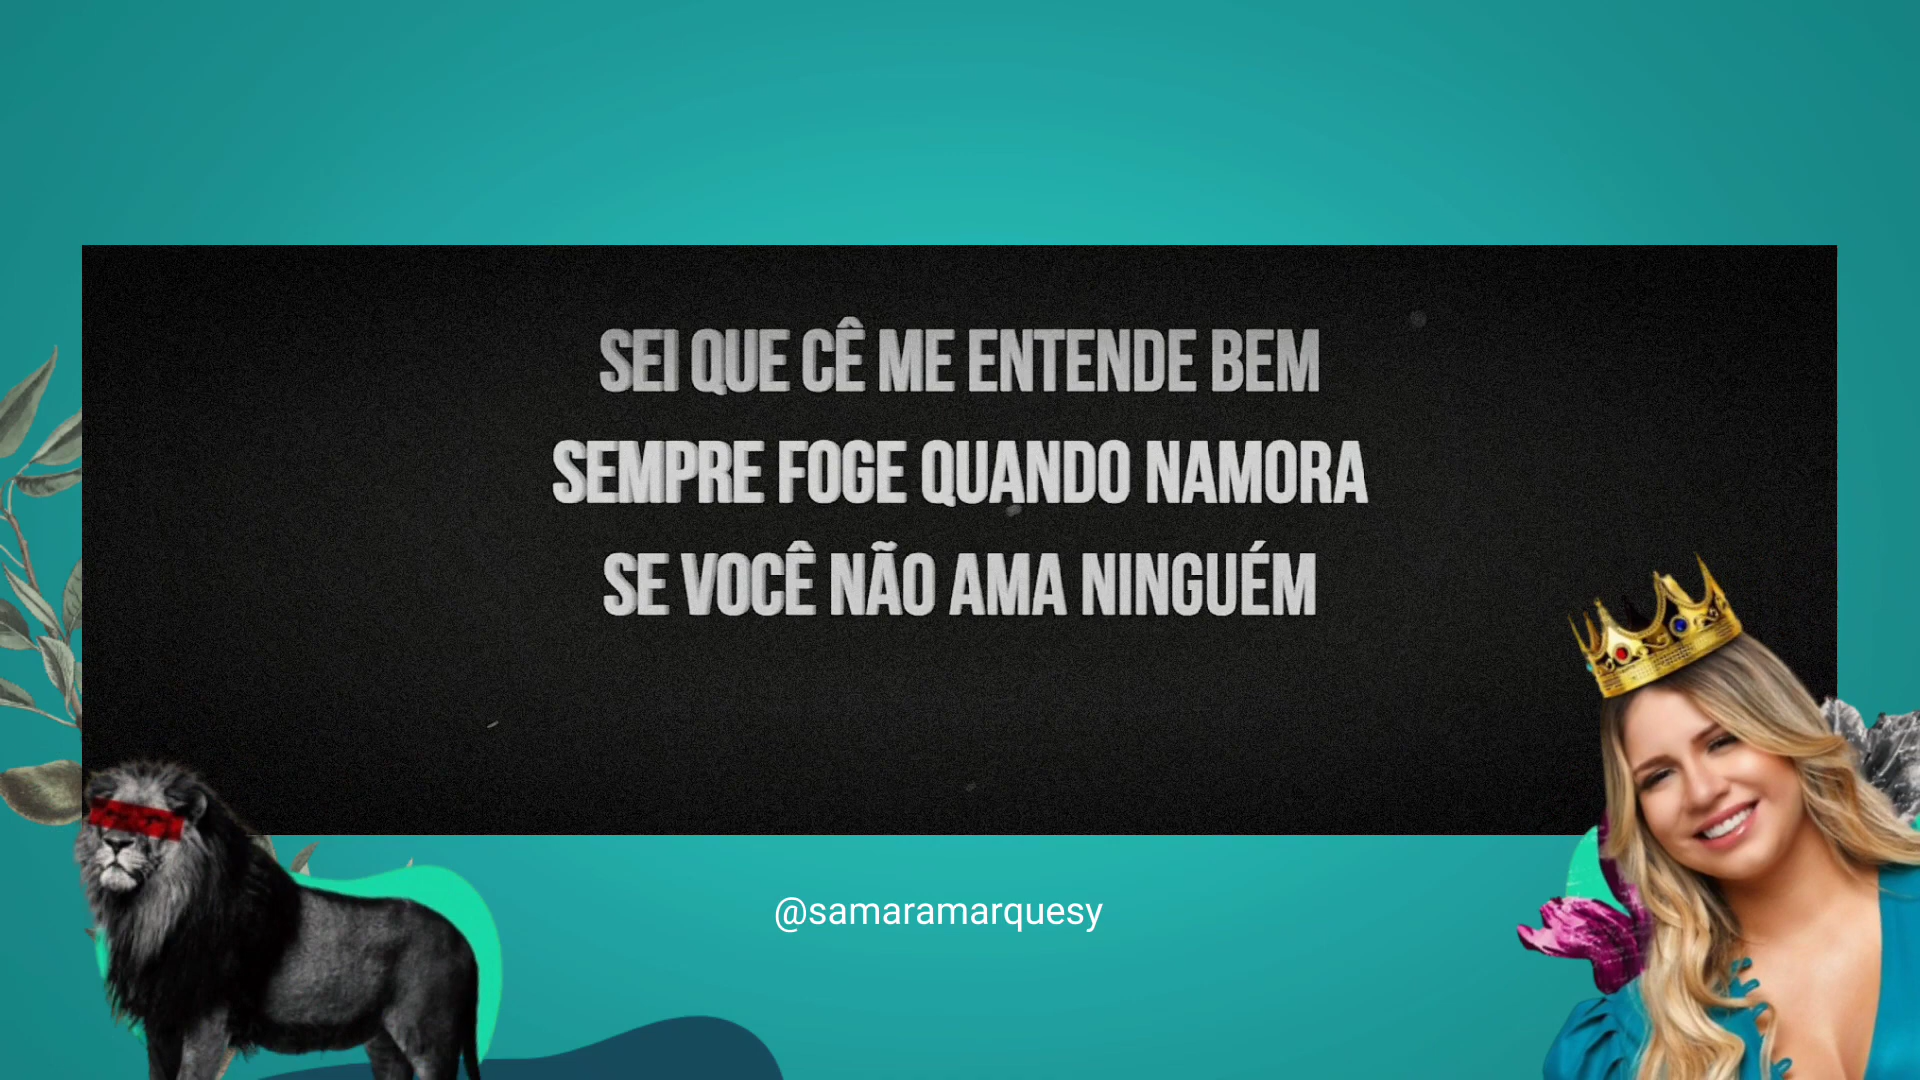 SEI QUE CÊ ME ENTENDE BEM
SEMPRE FOGE QUANDO NAMORA
SE VOCÊ NÃO AMA NINGUÉM
@samaramarquesy